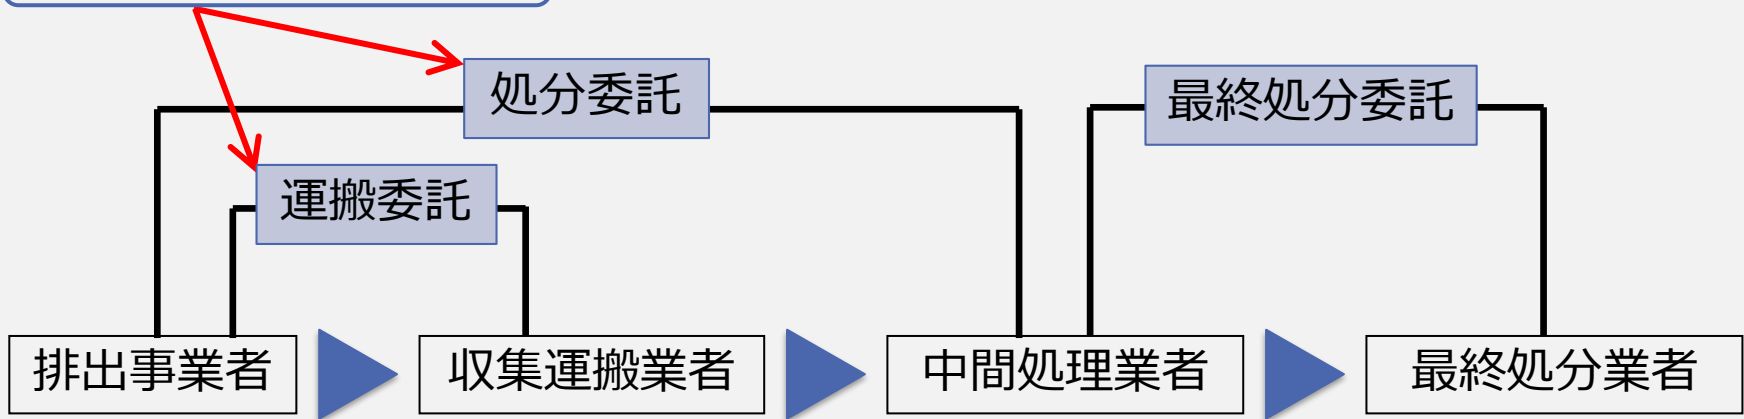 処分委託
最終処分委託
運搬委託
排出事業者
収集運搬業者
中間処理業者
最終処分業者